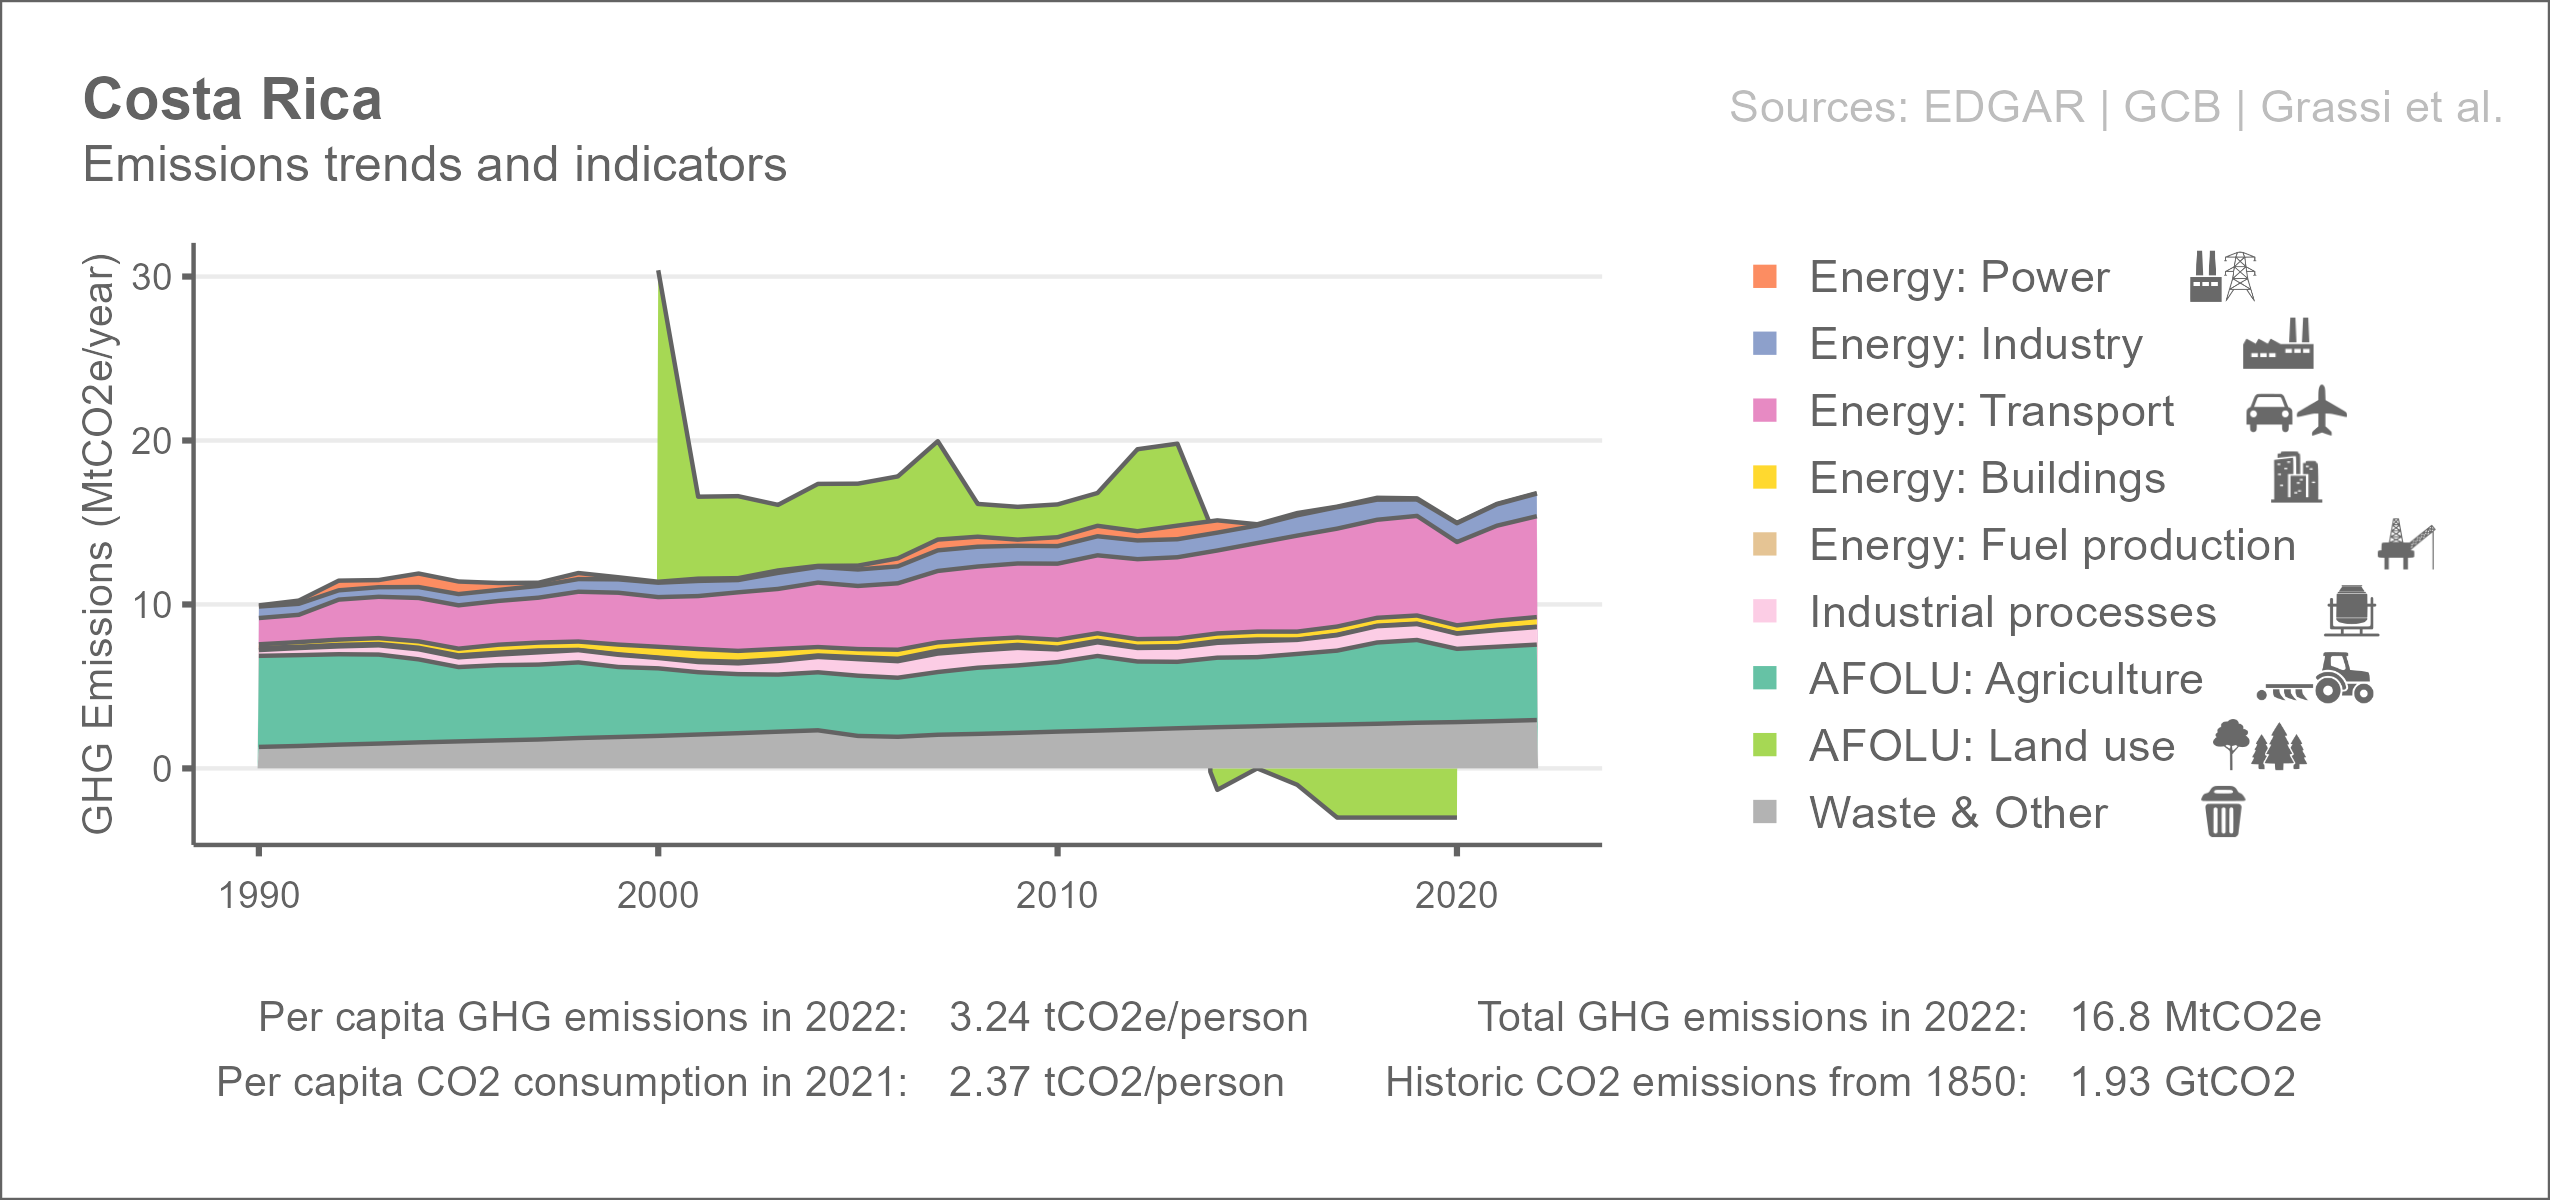 Costa Rica
Sources: EDGAR | GCB | Grassi et al.
Emissions trends and indicators
GHG Emissions (MtCO2e/year)
30
20
10
0
1990
2000
2010
2020
Energy: Power
Energy: Industry
Energy: Transport
Energy: Buildings
Energy: Fuel production
Industrial processes
AFOLU: Agriculture
AFOLU: Land use
Waste & Other
Per capita GHG emissions in 2022: 3.24 tCO2e/person
Total GHG emissions in 2022: 16.8 MtCO2e
Per capita CO2 consumption in 2021: 2.37 tCO2/person
Historic CO2 emissions from 1850: 1.93 GtCO2